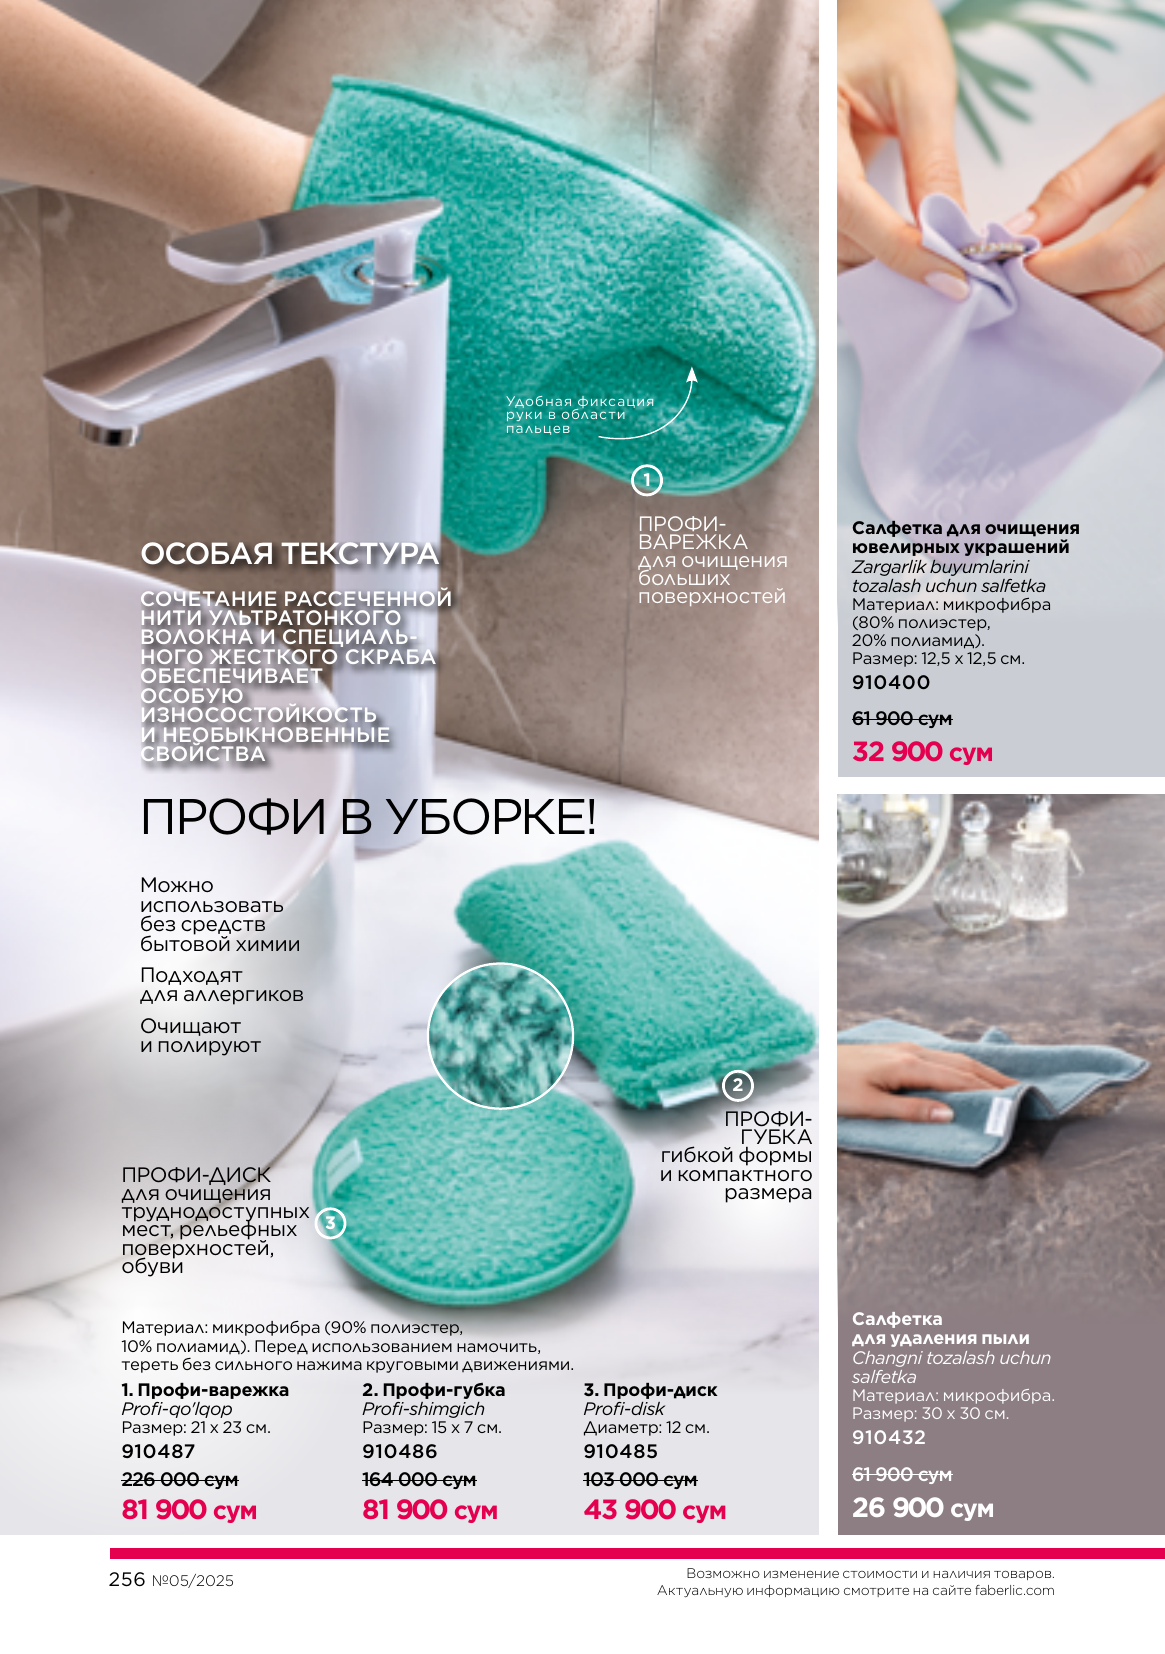 Удобная фиксация
руки в области
пальцев
1
ПРОФИ-
ВАРЕЖКА
для очищения
больших
поверхностей
ОСОБАЯ ТЕКСТУРА
СОЧЕТАНИЕ РАССЕЧЕННОЙ
НИТИ УЛЬТРАТОНКОГО
ВОЛОКНА И СПЕЦИАЛЬ-
НОГО ЖЕСТКОГО СКРАБА
ОБЕСПЕЧИВАЕТ
ОСОБУЮ
ИЗНОСОСТОЙКОСТЬ
И НЕОБЫКНОВЕННЫЕ
СВОЙСТВА
ПРОФИ В УБОРКЕ!
Можно
использовать
без средств
бытовой химии
Подходят
для аллергиков
Очищают
и полируют
2
ПРОФИ-
ГУБКА
гибкой формы
и компактного
размера
ПРОФИ-ДИСК
для очищения
труднодоступных
мест, рельефных
поверхностей,
обуви
3
Материал: микрофибра (90% полиэстер,
10% полиамид). Перед использованием намочить,
тереть без сильного нажима круговыми движениями.
1. Профи-варежка
Profi-qo'lqop
Размер: 21 х 23 см.
910487
226 000 сум
81 900 сум
2. Профи-губка
Profi-shimgich
Размер: 15 х 7 см.
910486
164 000 сум
81 900 сум
3. Профи-диск
Profi-disk
Диаметр: 12 см.
910485
103 000 сум
43 900 сум
Салфетка для очищения
ювелирных украшений
Zargarlik buyumlarini
tozalash uchun salfetka
Материал: микрофибра
(80% полиэстер,
20% полиамид).
Размер: 12,5 х 12,5 см.
910400
61 900 сум
32 900 сум
Салфетка
для удаления пыли
Changni tozalash uchun
salfetka
Материал: микрофибра.
Размер: 30 х 30 см.
910432
61 900 сум
26 900 сум
256 №05/2025
Возможно изменение стоимости и наличия товаров.
Актуальную информацию смотрите на сайте faberlic.com